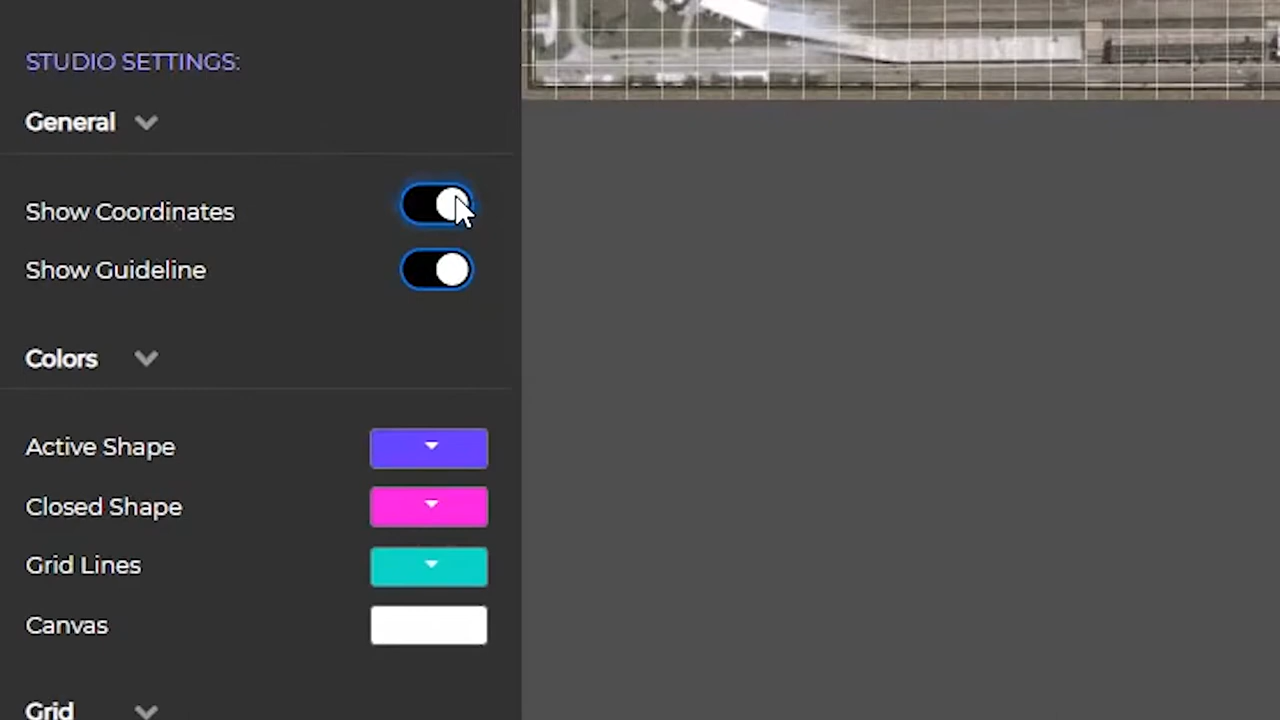 STUDIO SETTINGS:
General
Show Coordinates
Show Guideline
Colors
Active Shape
Closed Shape
Grid Lines
Canvas
Grid